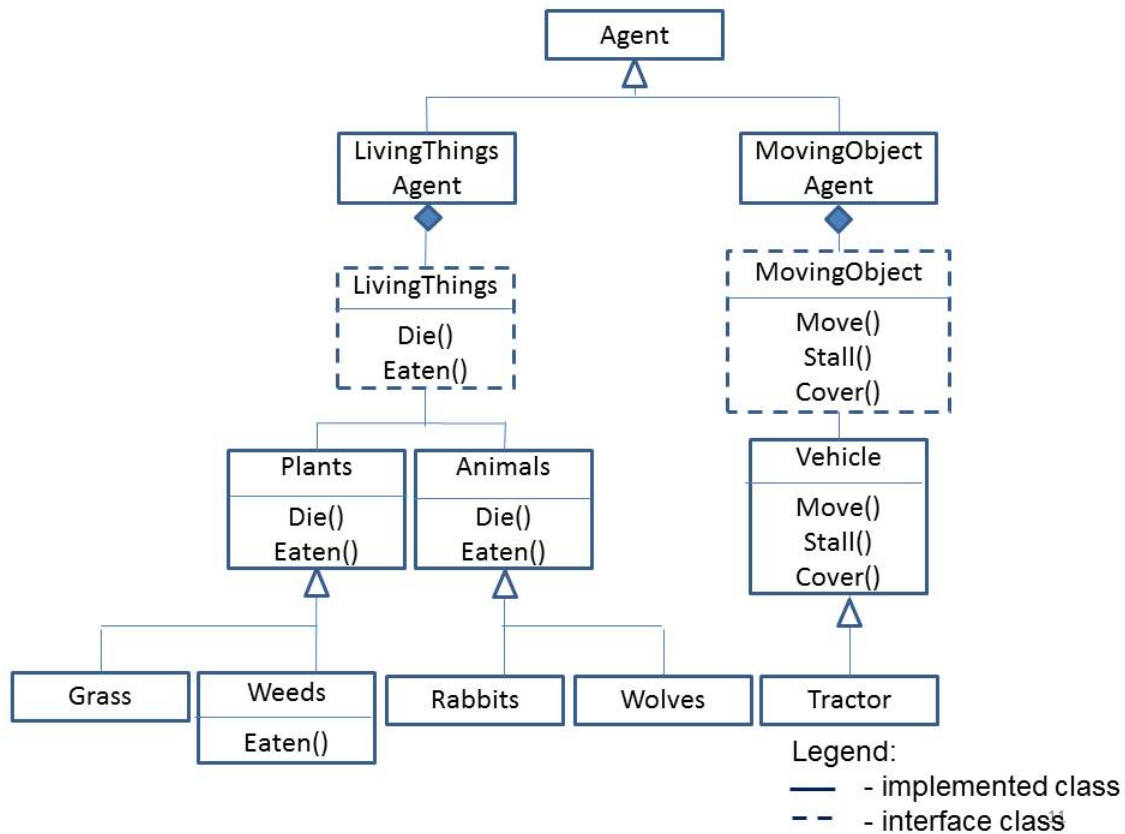 Agent
LivingThings
Agent
MovingObject
Agent
LivingThings
Die()
Eaten()
MovingObject
Move()
Stall()
Cover()
Plants
Die()
Eaten()
Animals
Die()
Eaten()
Vehicle
Move()
Stall()
Cover()
Grass
Weeds
Eaten()
Rabbits
Wolves
Tractor
Legend:
- implemented class
- interface class
11